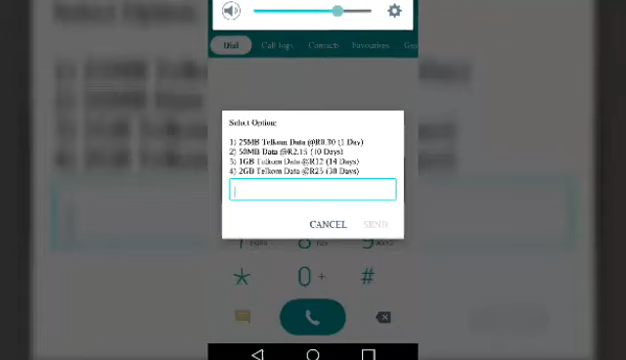 Dial Call logs Contacts Favourites
Select Option:
1) 25MB Telkom Data @R0.30 (1 Day)
2) 50MB Data @R2.15 (10 Days)
3) 1GB Telkom Data @R12 (14 Days)
4) 2GB Telkom Data @R25 (30 Days)
CANCEL SEND
* 0 + #